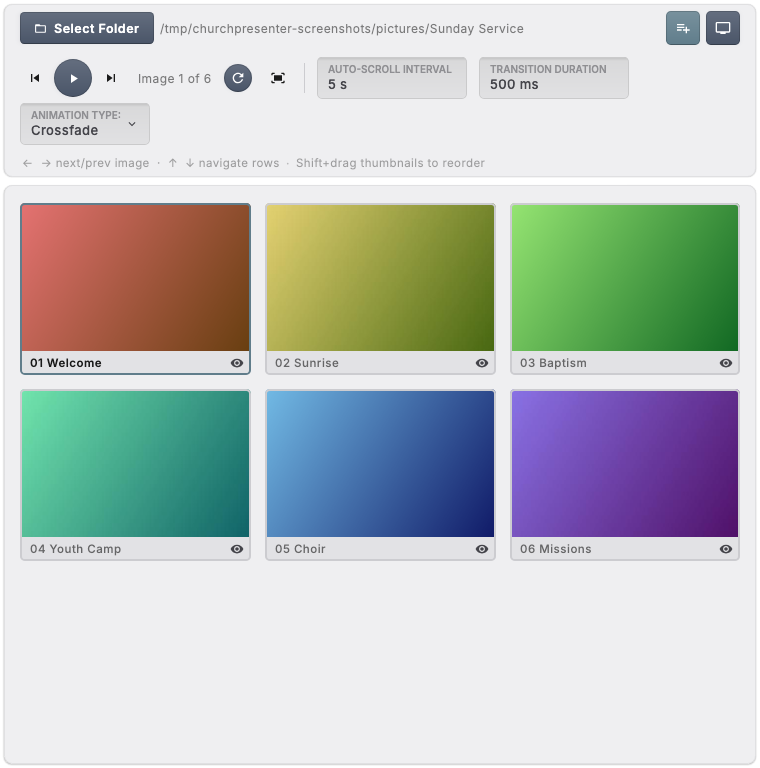 Select Folder /tmp/churchpresenter-screenshots/pictures/Sunday Service
Image 1 of 6
AUTO-SCROLL INTERVAL
5 s
TRANSITION DURATION
500 ms
ANIMATION TYPE:
Crossfade
← → next/prev image · ↑ ↓ navigate rows · Shift+drag thumbnails to reorder
01 Welcome
02 Sunrise
03 Baptism
04 Youth Camp
05 Choir
06 Missions